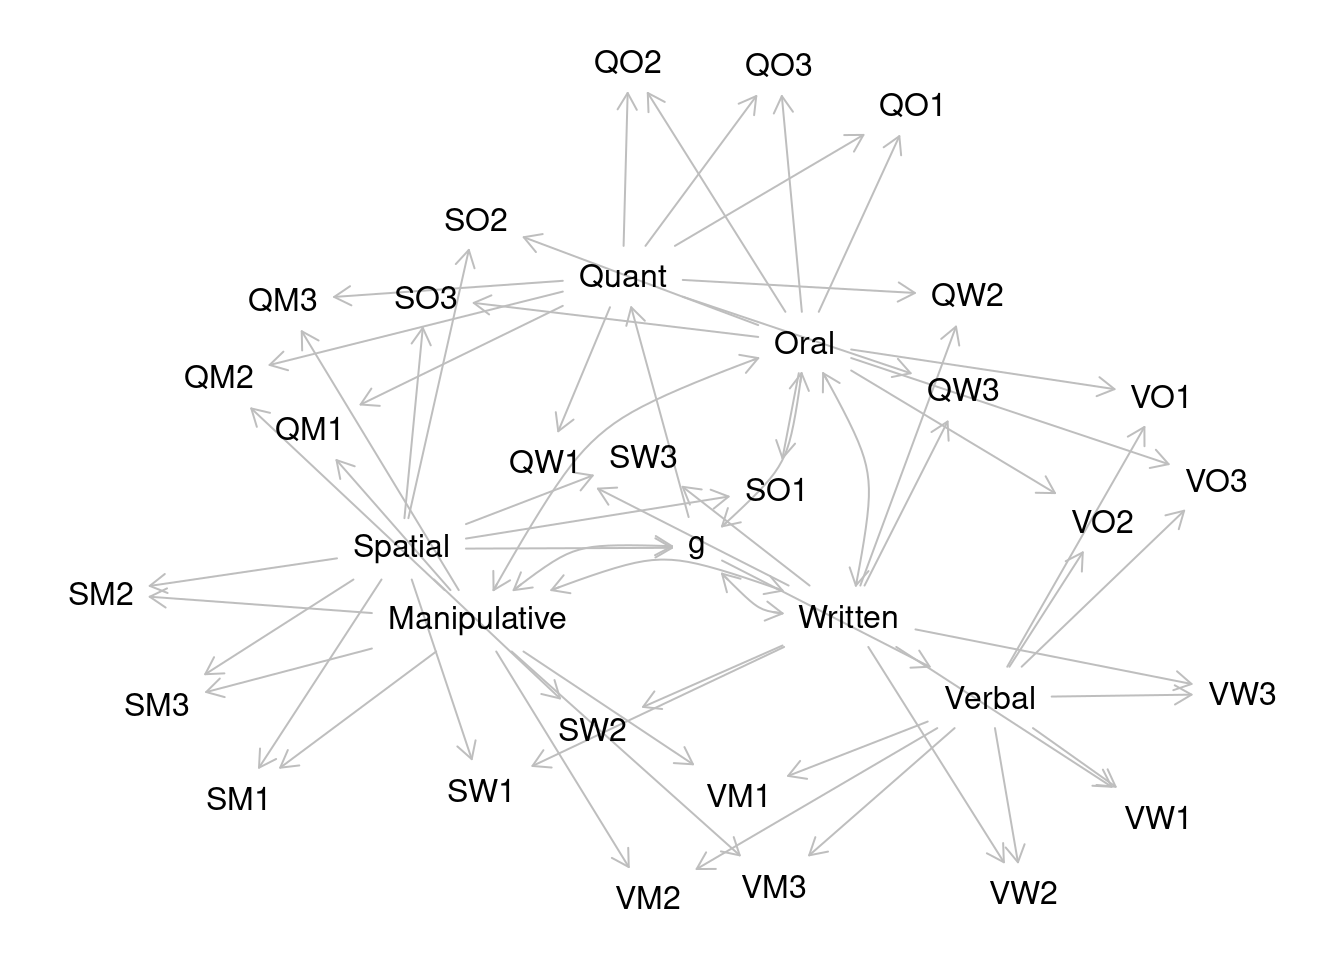 QO2
QO3
QO1
SO2
Quant
QM3
SO3
QW2
Oral
QM2
QW3
VO1
QM1
QW1
SW3
SO1
VO3
VO2
Spatial
g
SM2
Manipulative
Written
SM3
Verbal
VW3
SW2
SM1
SW1
VM1
VW1
VM2
VM3
VW2